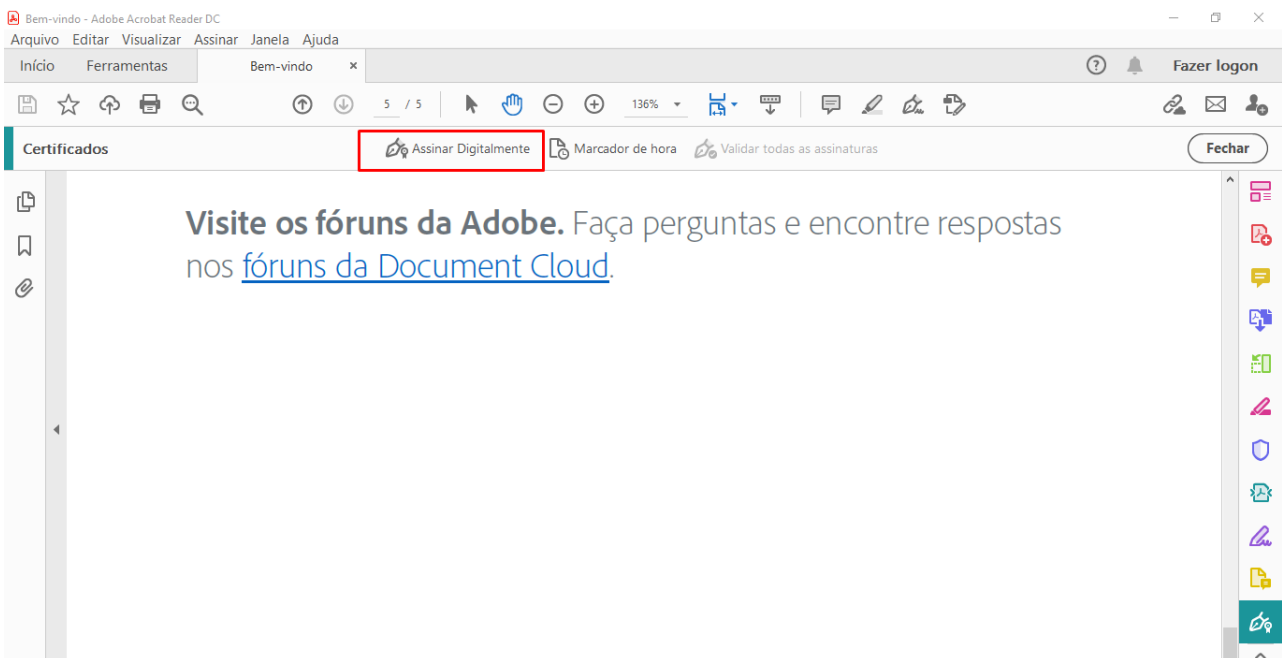 Bem-vindo - Adobe Acrobat Reader DC
Arquivo Editar Visualizar Assinar Janela Ajuda
Início Ferramentas Bem-vindo × Fazer logon
5 / 5 136%
Certificados Assinar Digitalmente Marcador de hora Validar todas as assinaturas Fechar
Visite os fóruns da Adobe. Faça perguntas e encontre respostas
nos fóruns da Document Cloud.